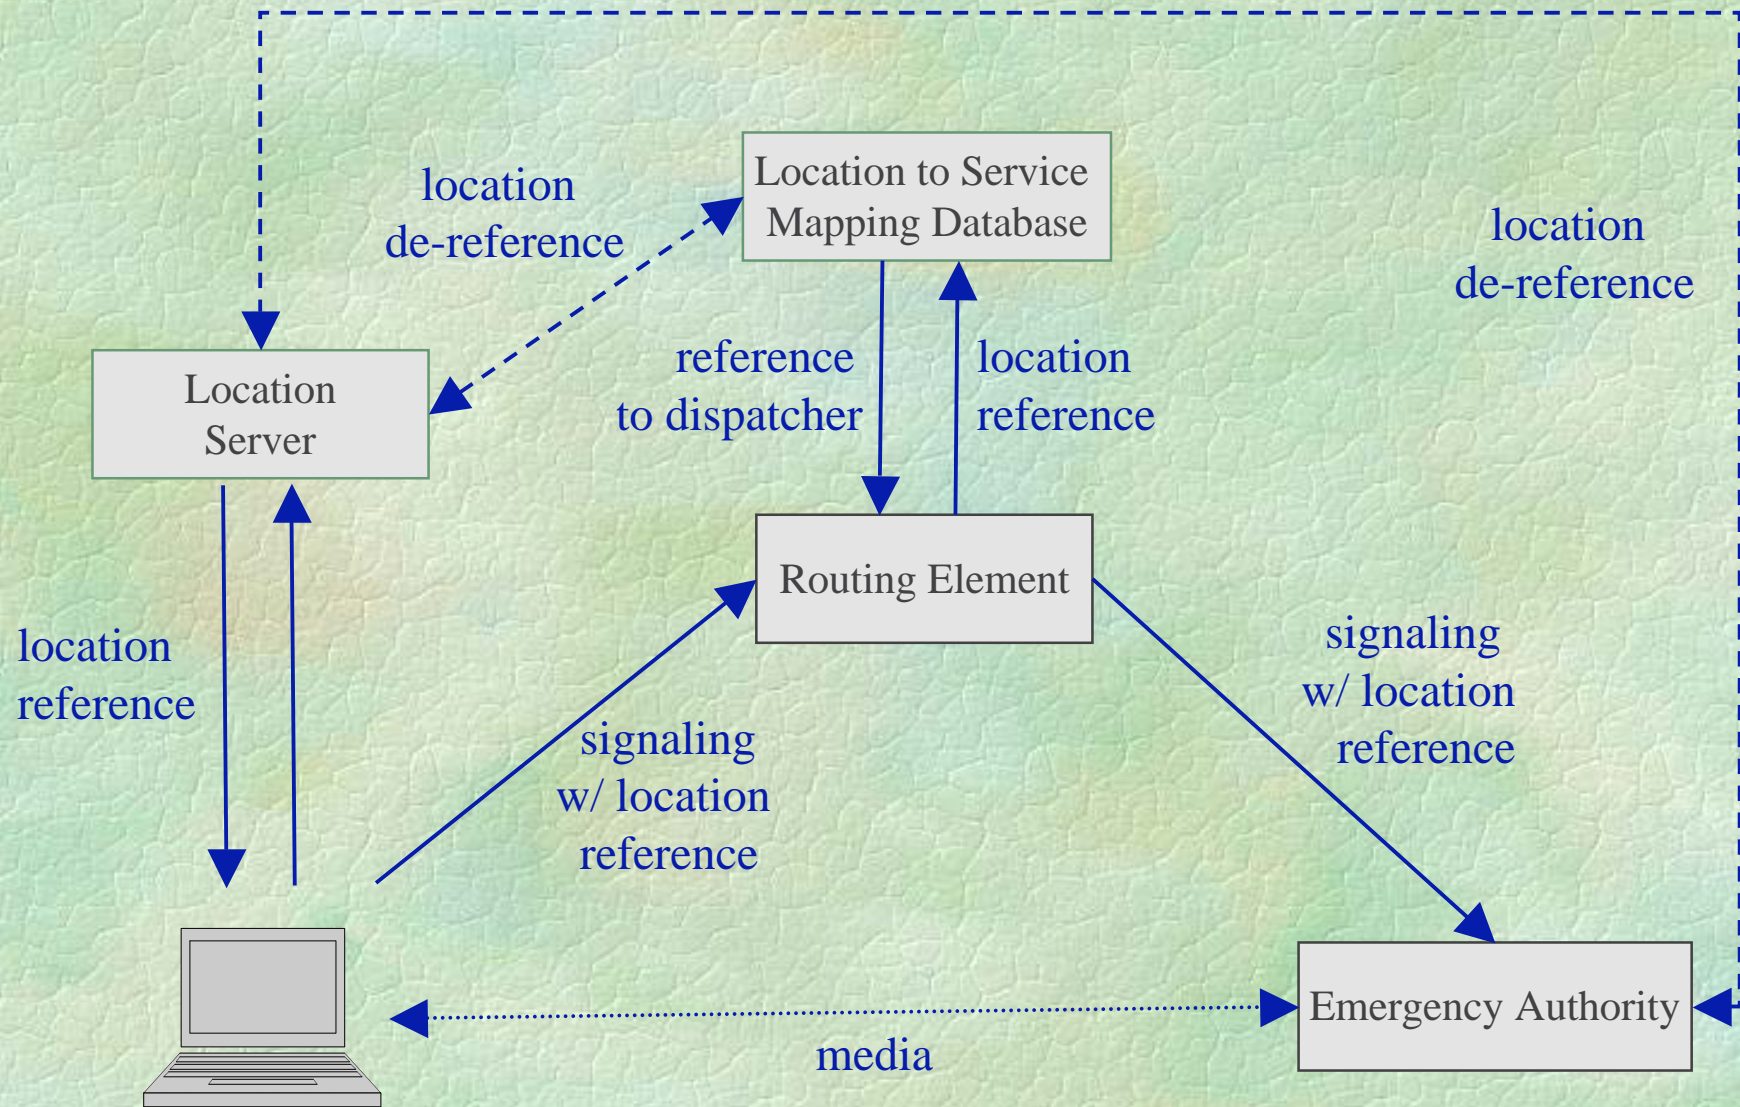 Location to Service
Mapping Database
location
de-reference
location
de-reference
Location
Server
reference
to dispatcher
location
reference
Routing Element
location
reference
signaling
w/ location
reference
signaling
w/ location
reference
Emergency Authority
media